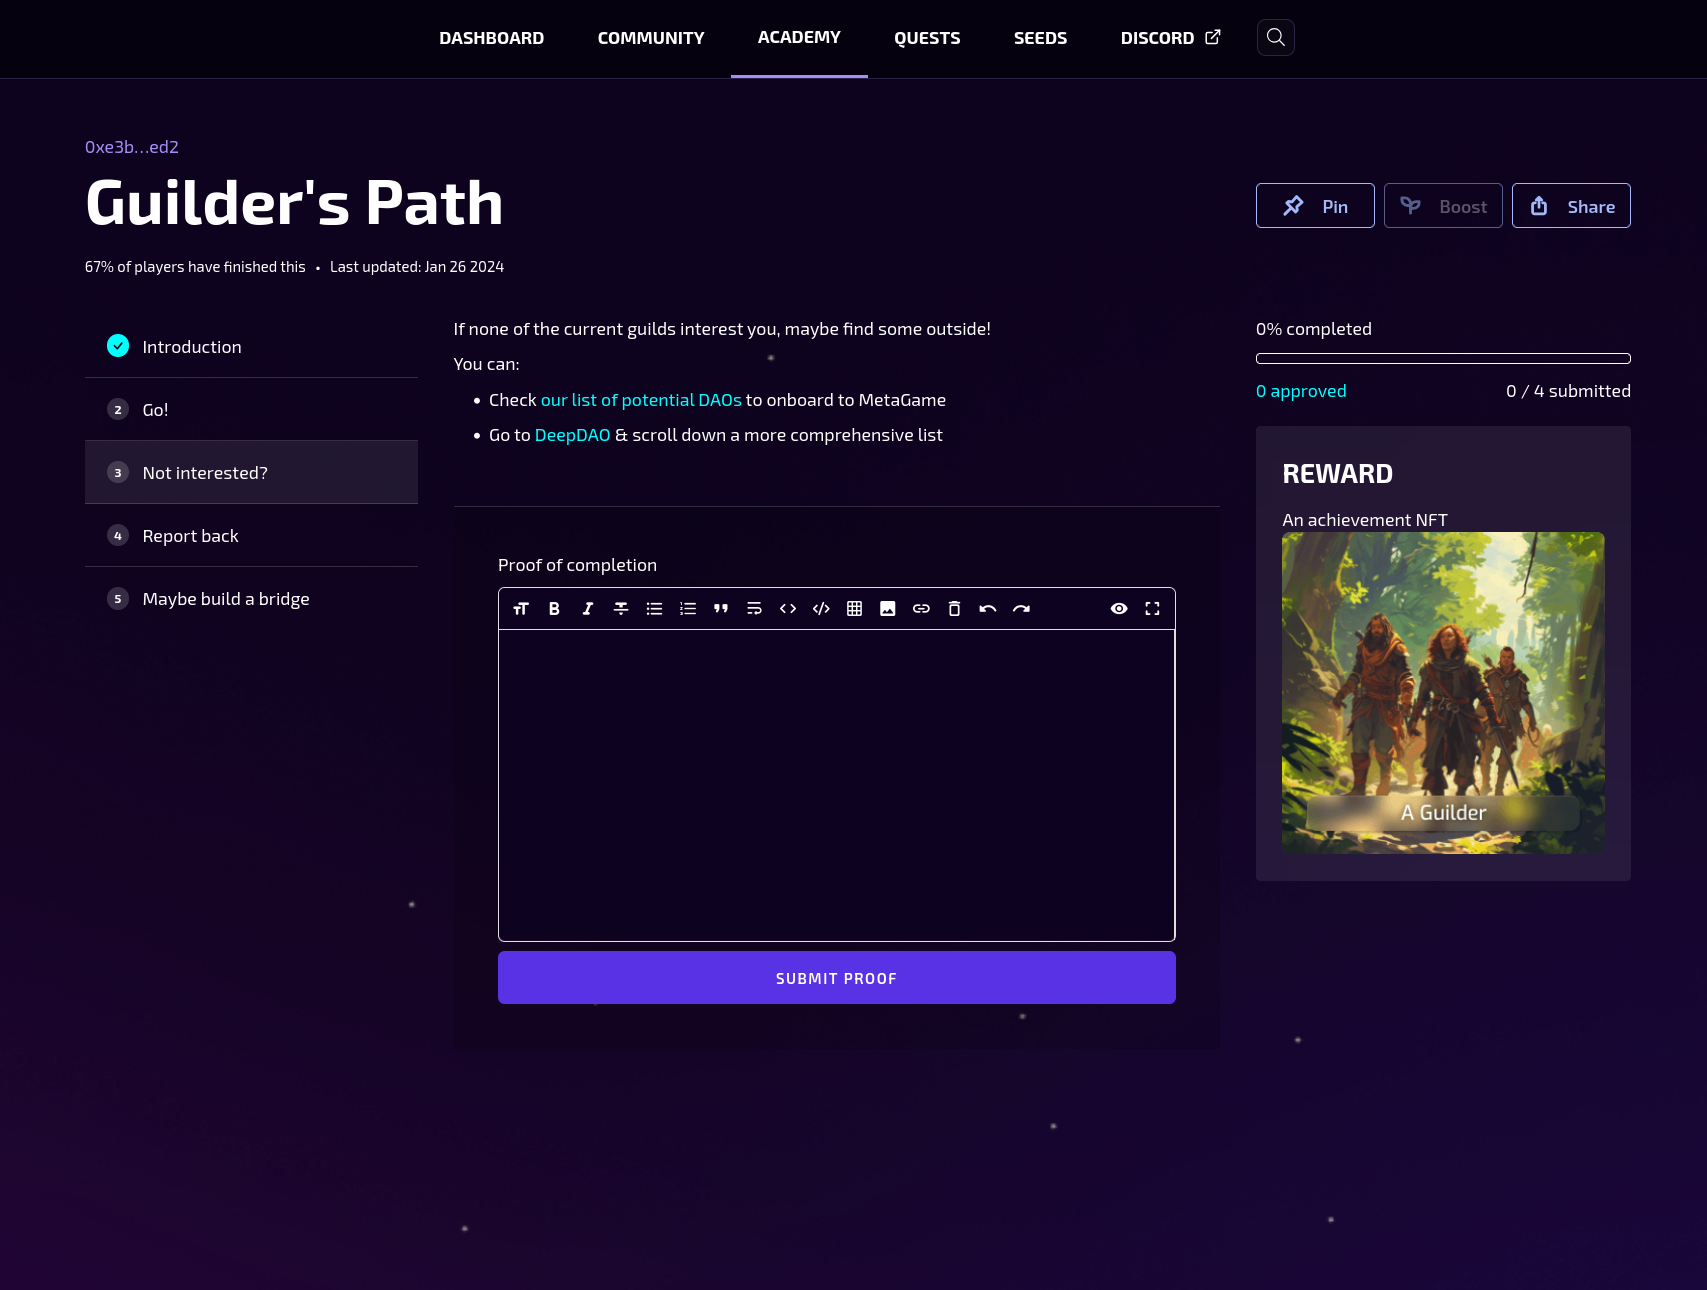 DASHBOARD COMMUNITY ACADEMY QUESTS SEEDS DISCORD
0xe3b...ed2
Guilder's Path
Pin Boost Share
67% of players have finished this • Last updated: Jan 26 2024
Introduction
2 Go!
3 Not interested?
4 Report back
5 Maybe build a bridge
If none of the current guilds interest you, maybe find some outside!
You can:
• Check our list of potential DAOs to onboard to MetaGame
• Go to DeepDAO & scroll down a more comprehensive list
Proof of completion
SUBMIT PROOF
0% completed
0 approved 0 / 4 submitted
REWARD
An achievement NFT
A Guilder